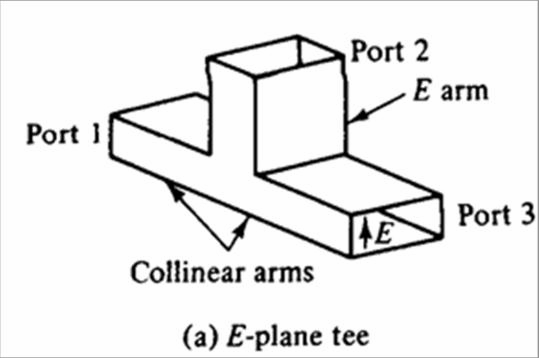 Port 2
E arm
Port 1
Port 3
E
Collinear arms
(a) E-plane tee